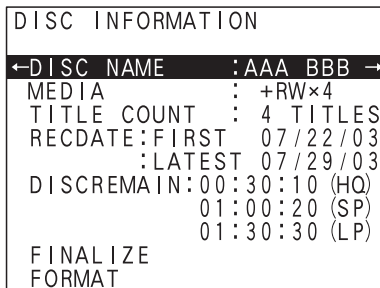 DISC INFORMATION
←DISC NAME :AAA BBB →
MEDIA : +RW×4
TITLE COUNT : 4 TITLES
RECDATE:FIRST 07/22/03
:LATEST 07/29/03
DISCREMAIN:00:30:10 (HQ)
01:00:20 (SP)
01:30:30 (LP)
FINALIZE
FORMAT